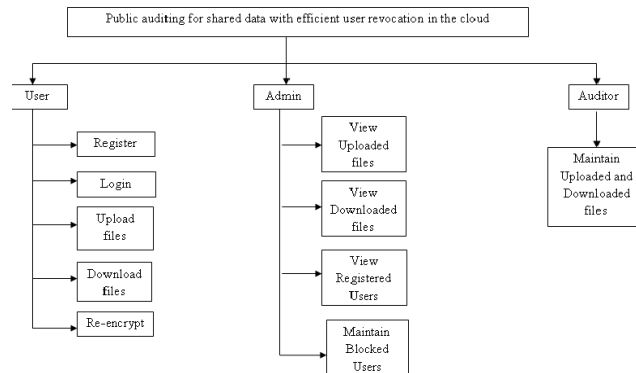 Public auditing for shared data with efficient user revocation in the cloud
User
Admin
Auditor
Register
Login
Upload
files
Download
files
Re-encrypt
View
Uploaded
files
View
Downloaded
files
View
Registered
Users
Maintain
Blocked
Users
Maintain
Uploaded and
Downloaded
files